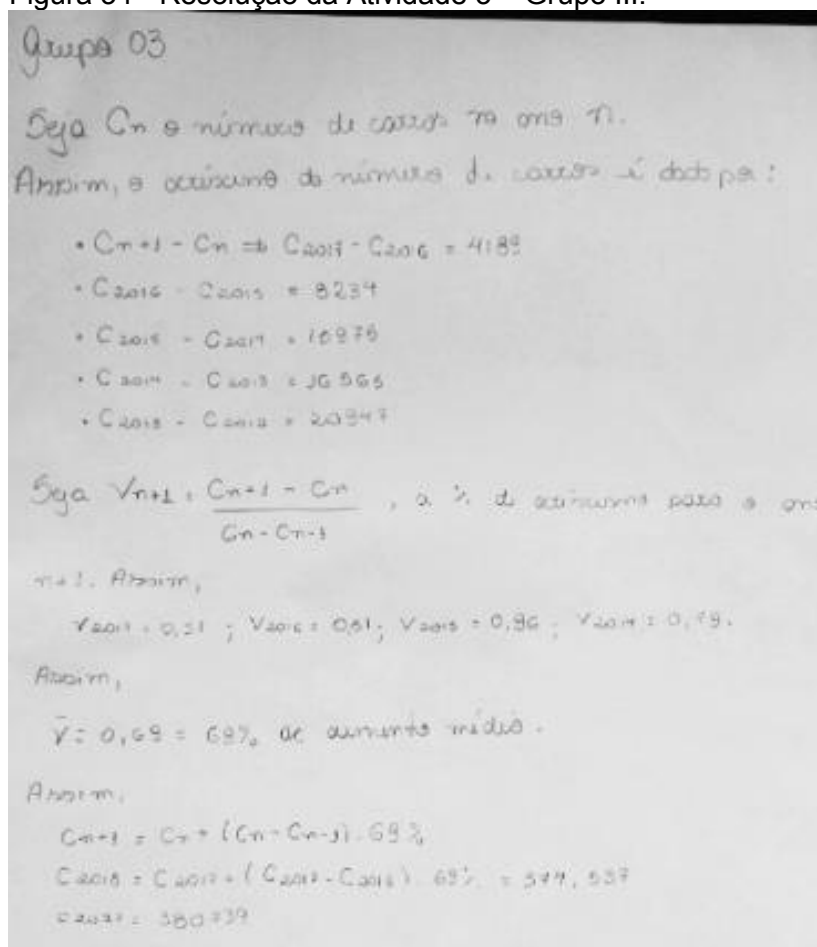 Figura 34 - Resolução da Atividade 3 - Grupo III.
Grupo 03
Seja Cn o número de carros no ano n.
Assim, o acréscimo do número de carros é dado por:
• Cn+1 - Cn ⇒ C2017 - C2016 = 4189
• C2016 - C2015 = 8234
• C2015 - C2014 =
• C2014 - C2013 = 16565
• C2013 - C2012 = 20947
Seja Vn+1 = Cn+1 - Cn / Cn - Cn-1 , a % de acréscimo para o ano
n+1. Assim,
V2017 = 0,51 ; V2016 = 0,51; V2015 = 0,96 ; V2014 = 0,79.
Assim,
V̄ = 0,69 = 69% de aumento médio.
Assim,
Cn+1 = Cn + (Cn - Cn-1) . 69%
C2018 = C2017 + (C2017 - C2016) . 69% =